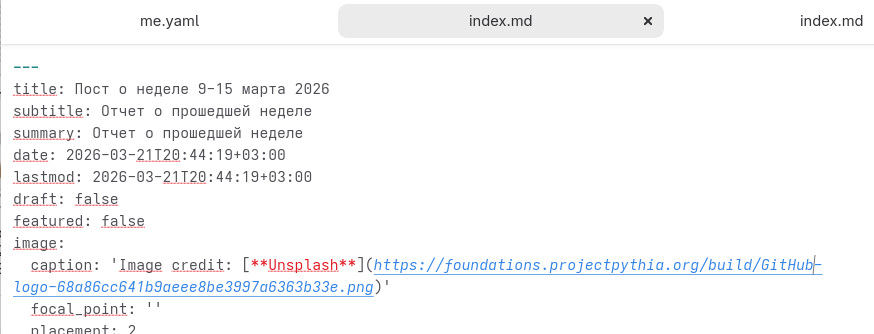 me.yaml index.md × index.md
---
title: Пост о неделе 9-15 марта 2026
subtitle: Отчет о прошедшей неделе
summary: Отчет о прошедшей неделе
date: 2026-03-21T20:44:19+03:00
lastmod: 2026-03-21T20:44:19+03:00
draft: false
featured: false
image:
caption: 'Image credit: [**Unsplash**](https://foundations.projectpythia.org/build/GitHub-
logo-68a86cc641b9aeee8be3997a6363b33e.png)'
focal_point: ''
placement: 2